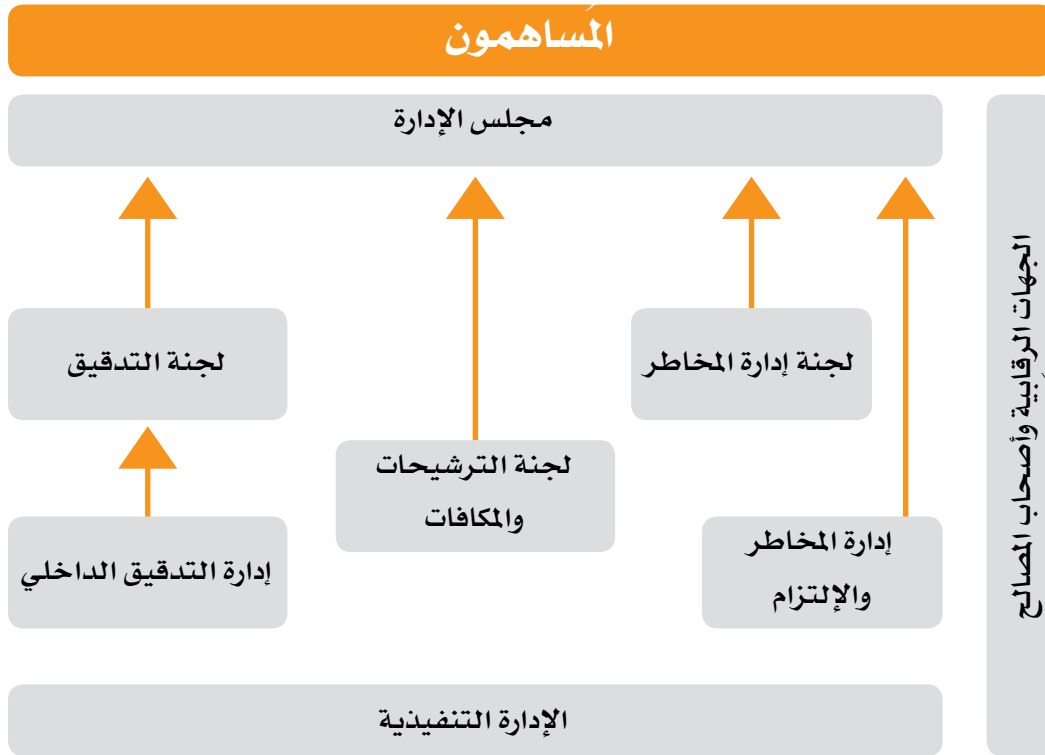 المُساهمون
مجلس الإدارة
الجهات الرقابية وأصحاب المصالح
لجنة إدارة المخاطر
لجنة التدقيق
لجنة الترشيحات
والمكافات
إدارة المخاطر
والإلتزام
إدارة التدقيق الداخلي
الإدارة التنفيذية